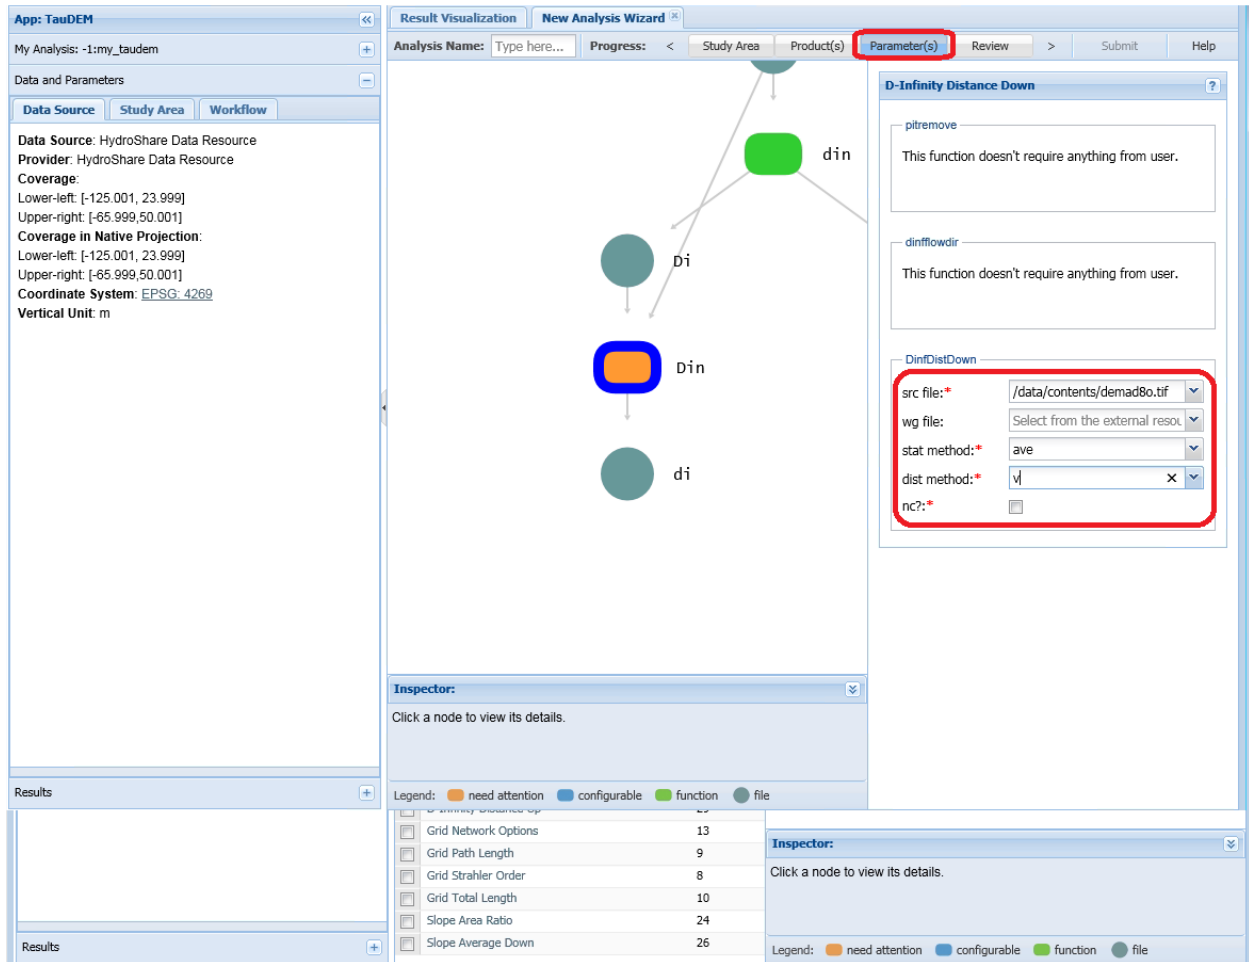 App: TauDEM
My Analysis: -1:my_taudem
Data and Parameters
Data Source Study Area Workflow
Data Source: HydroShare Data Resource
Provider: HydroShare Data Resource
Coverage:
Lower-left: [-125.001, 23.999]
Upper-right: [-65.999,50.001]
Coverage in Native Projection:
Lower-left: [-125.001, 23.999]
Upper-right: [-65.999,50.001]
Coordinate System: EPSG: 4269
Vertical Unit: m
Results
Result Visualization New Analysis Wizard
Analysis Name: Type here... Progress: < Study Area Product(s) Parameter(s) Review > Submit Help
din
Di
Din
di
D-Infinity Distance Down ?
pitremove
This function doesn't require anything from user.
dinfflowdir
This function doesn't require anything from user.
DinfDistDown
src file:* /data/contents/demad8o.tif
wg file: Select from the external resou
stat method:* ave
dist method:* v
nc?:*
Inspector:
Click a node to view its details.
Legend: need attention configurable function file
D-Infinity Distance Up 29
Grid Network Options 13
Grid Path Length 9
Grid Strahler Order 8
Grid Total Length 10
Slope Area Ratio 24
Slope Average Down 26
Inspector:
Click a node to view its details.
Legend: need attention configurable function file
Results